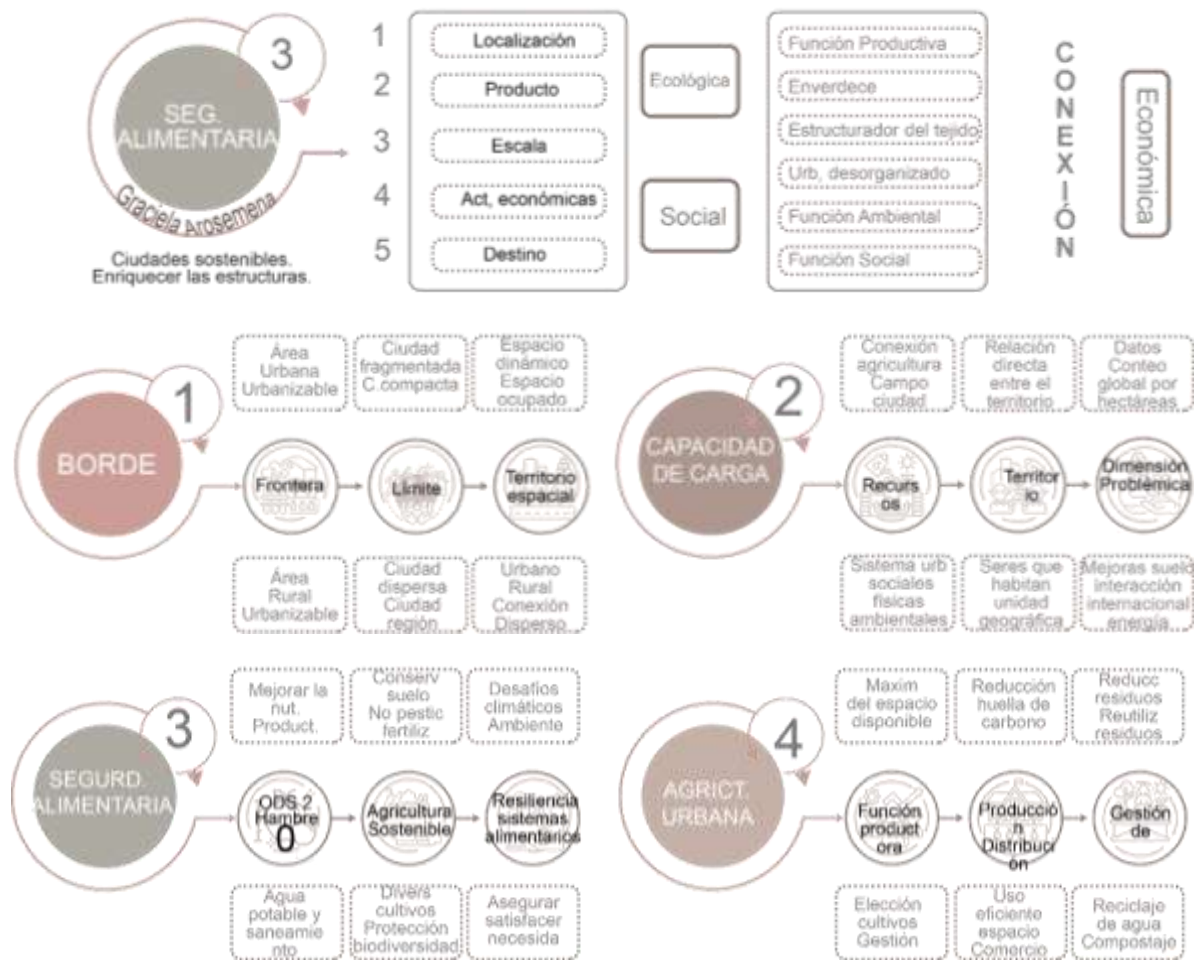 3
SEG.
ALIMENTARIA
Graciela Arosemena
Ciudades sostenibles.
Enriquecer las estructuras.
1
Localización
2
Producto
3
Escala
4
Act, económicas
5
Destino
Ecológica
Social
Función Productiva
Enverdece
Estructurador del tejido
Urb, desorganizado
Función Ambiental
Función Social
CONEXIÓN
Económica
1
BORDE
Área
Urbana
Urbanizable
Ciudad
fragmentada
C.compacta
Espacio
dinámico
Espacio
ocupado
Frontera
Límite
Territorio
espacial
Área
Rural
Urbanizable
Ciudad
dispersa
Ciudad
región
Urbano
Rural
Conexión
Disperso
2
CAPACIDAD
DE CARGA
Conexión
agricultura
Campo
ciudad
Relación
directa
entre el
territorio
Datos
Conteo
global por
hectáreas
Recurs
os
Territor
io
Dimensión
Problémica
Sistema urb
sociales
físicas
ambientales
Seres que
habitan
unidad
geográfica
Mejoras suelo
interacción
internacional
energía
3
SEGURD.
ALIMENTARIA
Mejorar la
nut.
Product.
Conserv
suelo
No pestic
fertiliz
Desafíos
climáticos
Ambiente
ODS 2
Hambre
0
Agricultura
Sostenible
Resiliencia
sistemas
alimentarios
Agua
potable y
saneamie
nto
Divers
cultivos
Protección
biodiversidad
Asegurar
satisfacer
necesida
4
AGRICT.
URBANA
Maxim
del espacio
disponible
Reducción
huella de
carbono
Reducc
residuos
Reutiliz
residuos
Función
product
ora
Producció
n
Distribu
ción
Gestión
de
Elección
cultivos
Gestión
Uso
eficiente
espacio
Comercio
Reciclaje
de agua
Compostaje